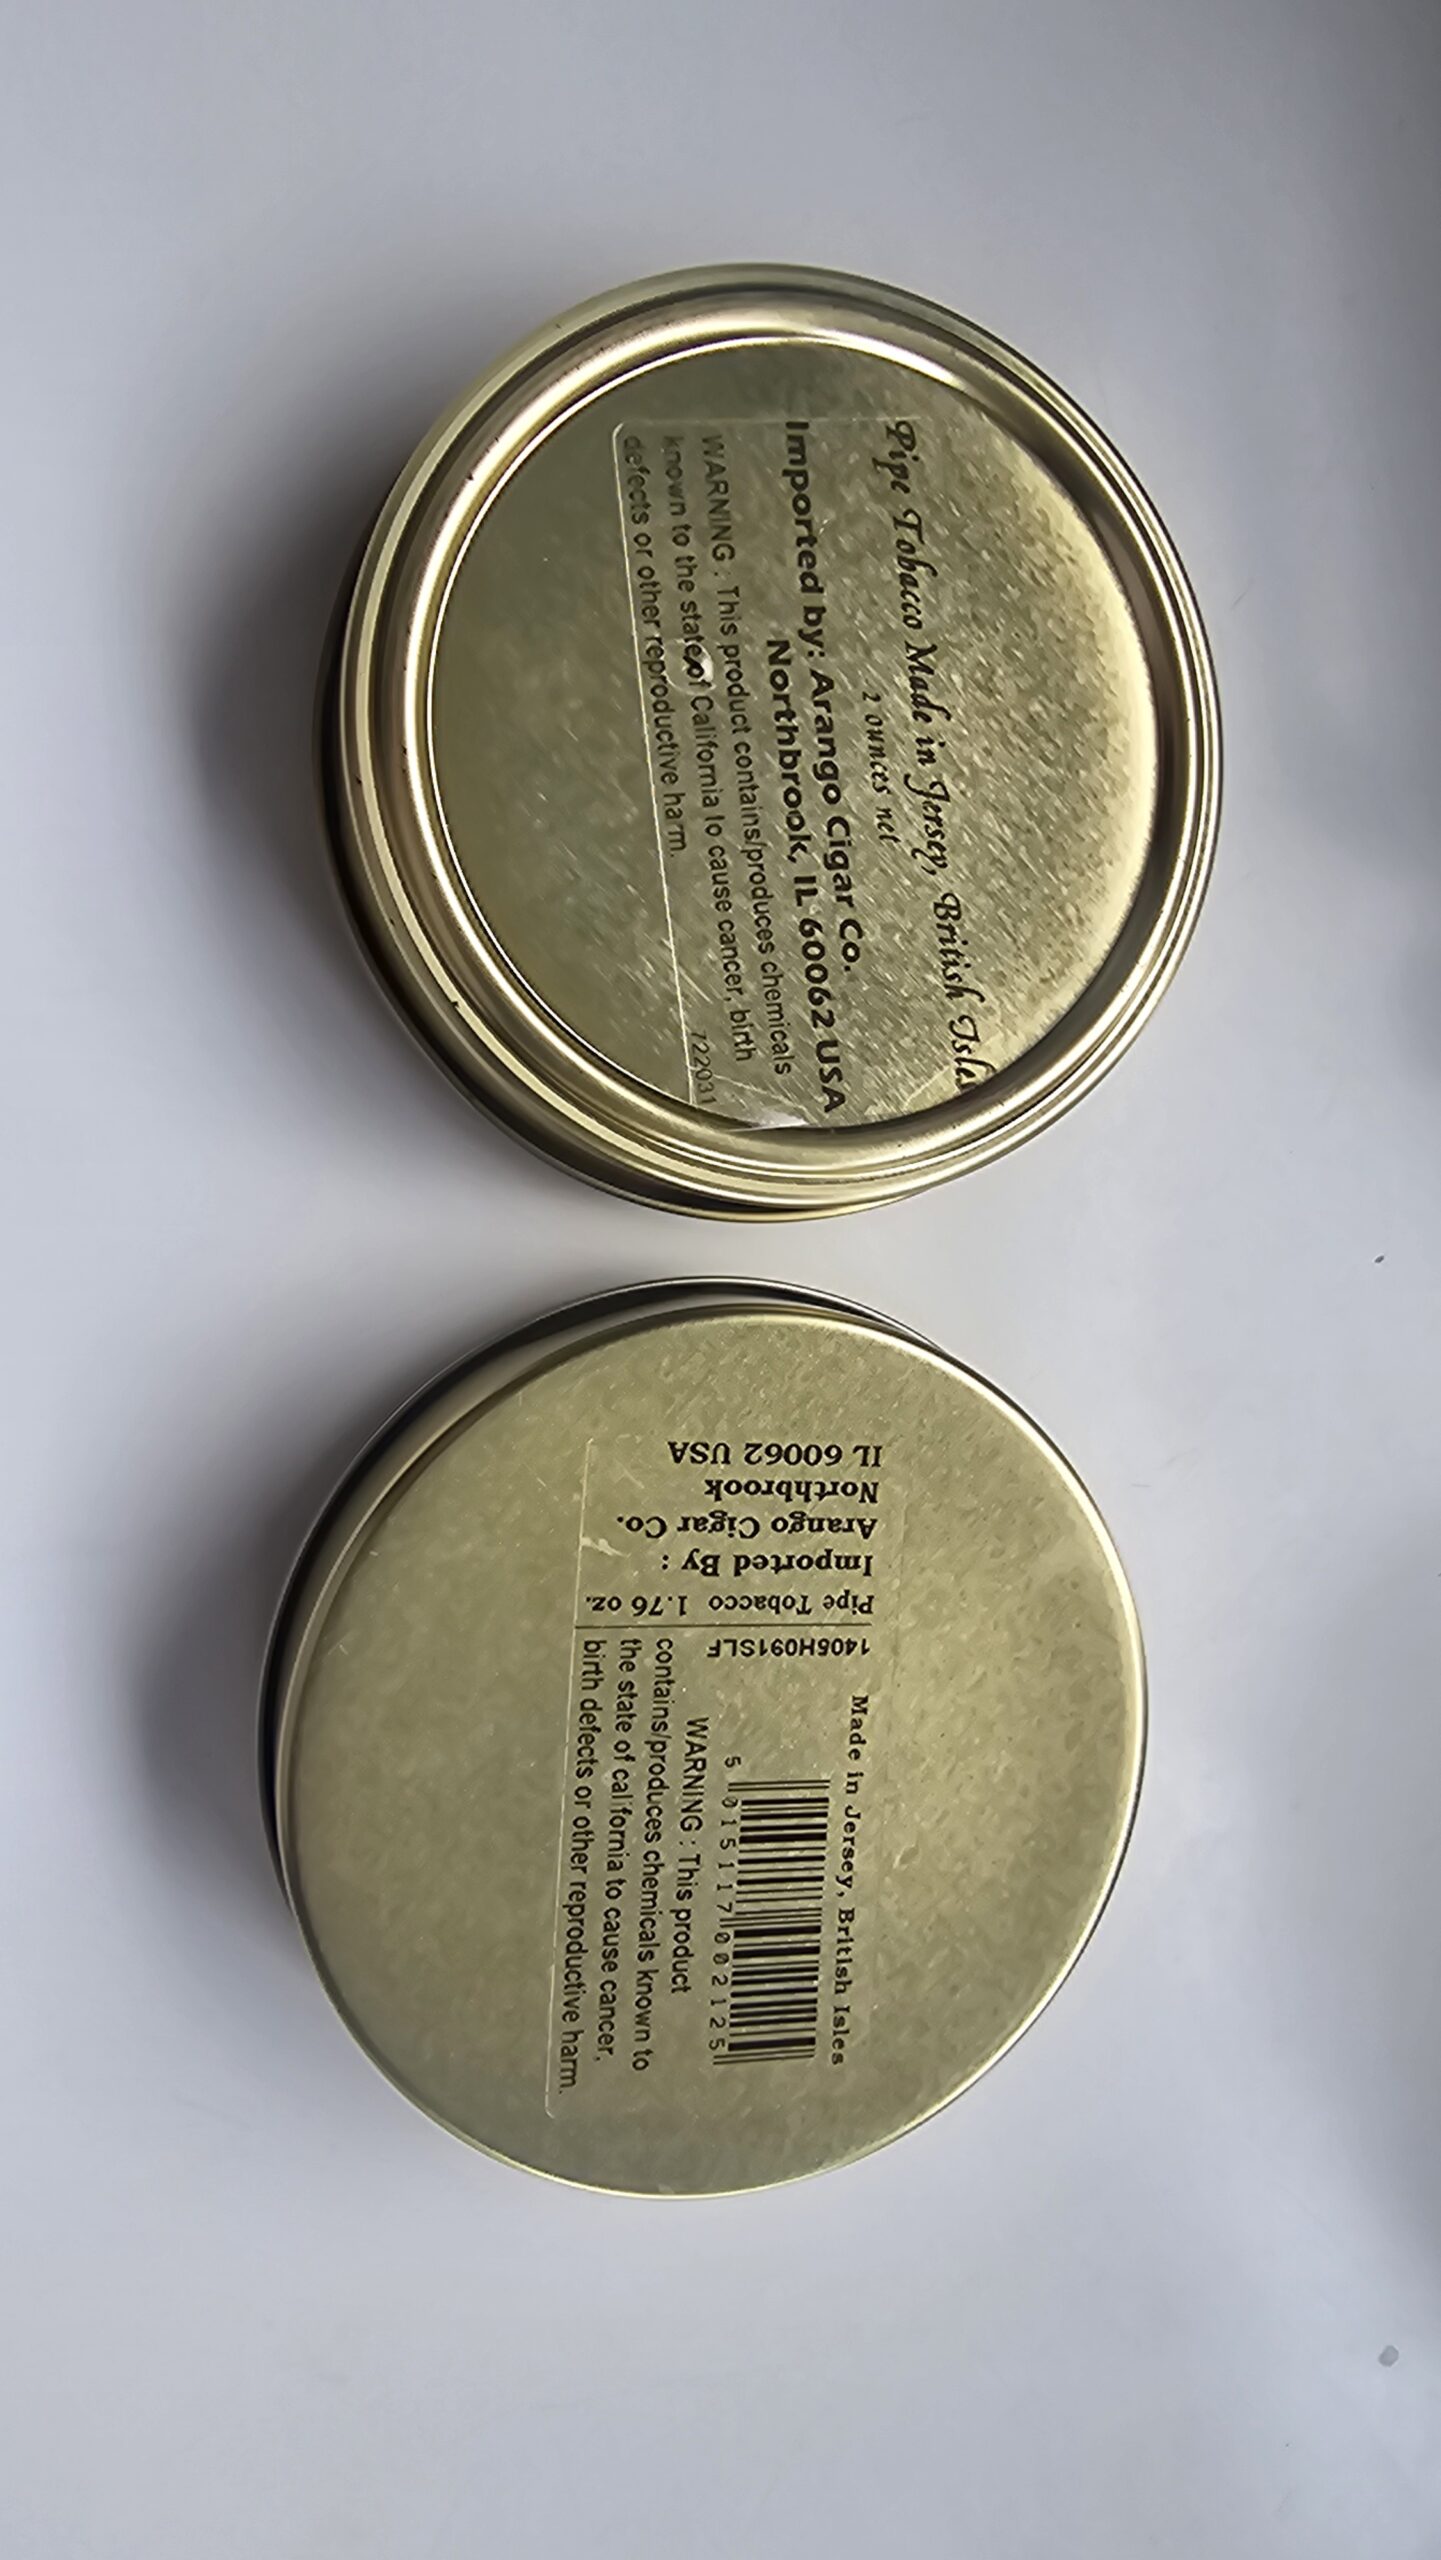 Pipe Tobacco Made in Jersey, British Isles
2 ounces net
Imported by: Arango Cigar Co.
Northbrook, IL 60062 USA
WARNING : This product contains/produces chemicals
known to the state of California to cause cancer, birth
defects or other reproductive harm.
722031
Made in Jersey, British Isles
5 015117 002125
WARNING : This product
contains/produces chemicals known to
the state of california to cause cancer,
birth defects or other reproductive harm.
1405H091SLF
Pipe Tobacco 1.76 oz.
Imported By :
Arango Cigar Co.
Northbrook
IL 60062 USA